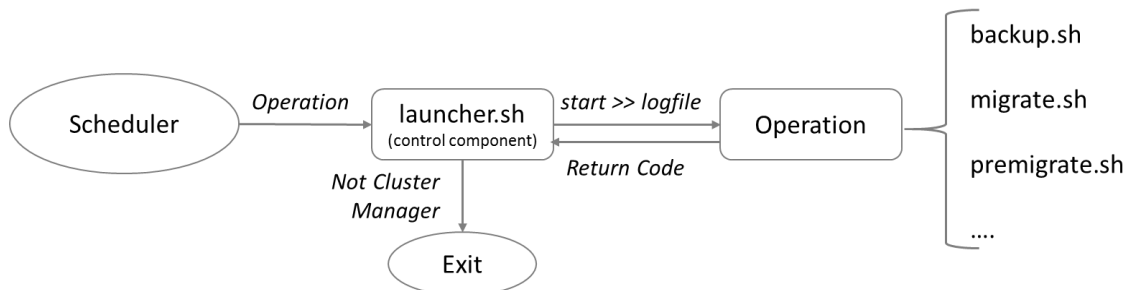 Scheduler
Operation
launcher.sh
(control component)
start >> logfile
Return Code
Operation
backup.sh
migrate.sh
premigrate.sh
....
Not Cluster
Manager
Exit